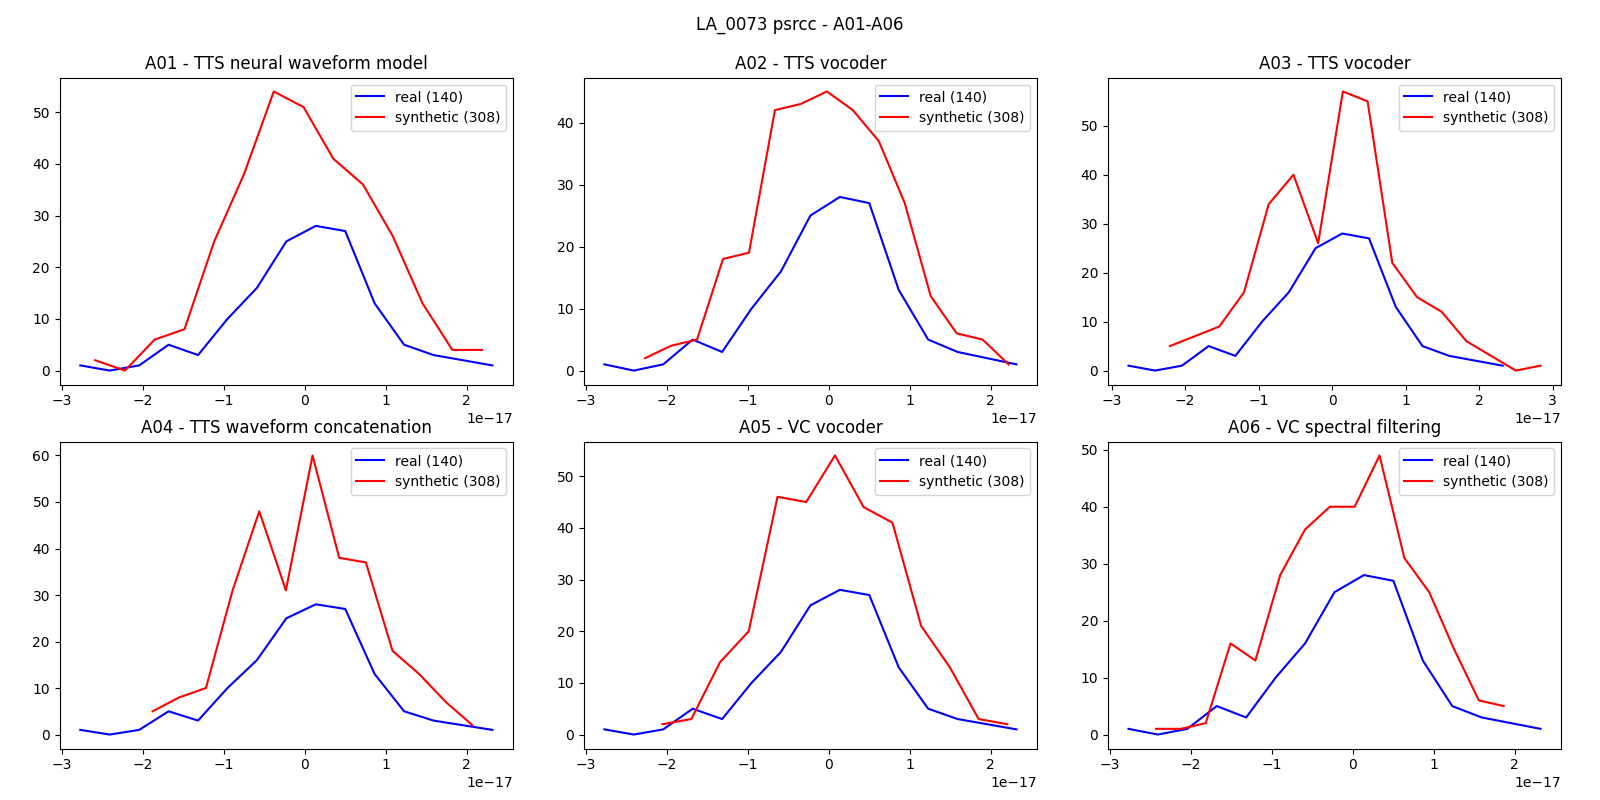 LA_0073 psrcc - A01-A06
A01 - TTS neural waveform model
real (140)
synthetic (308)
50
40
30
20
10
0
−3 −2 −1 0 1 2
1e−17
A02 - TTS vocoder
real (140)
synthetic (308)
40
30
20
10
0
−3 −2 −1 0 1 2
1e−17
A03 - TTS vocoder
real (140)
synthetic (308)
50
40
30
20
10
0
−3 −2 −1 0 1 2 3
1e−17
A04 - TTS waveform concatenation
real (140)
synthetic (308)
60
50
40
30
20
10
0
−3 −2 −1 0 1 2
1e−17
A05 - VC vocoder
real (140)
synthetic (308)
50
40
30
20
10
0
−3 −2 −1 0 1 2
1e−17
A06 - VC spectral filtering
real (140)
synthetic (308)
50
40
30
20
10
0
−3 −2 −1 0 1 2
1e−17